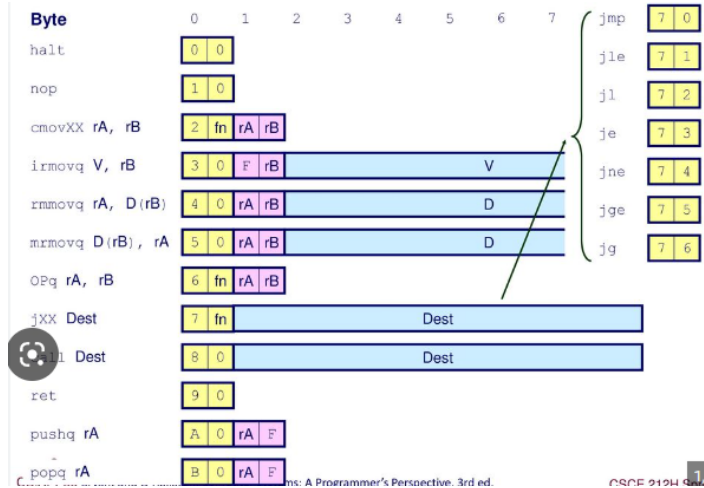 Byte 0 1 2 3 4 5 6 7
halt 0 0
nop 1 0
cmovXX rA, rB 2 fn rA rB
irmovq V, rB 3 0 F rB V
rmmovq rA, D(rB) 4 0 rA rB D
mrmovq D(rB), rA 5 0 rA rB D
OPq rA, rB 6 fn rA rB
jXX Dest 7 fn Dest
Dest 8 0 Dest
ret 9 0
pushq rA A 0 rA F
popq rA B 0 rA F
jmp 7 0
jle 7 1
jl 7 2
je 7 3
jne 7 4
jge 7 5
jg 7 6
A Programmer's Perspective, 3rd ed.
CSCE 212H